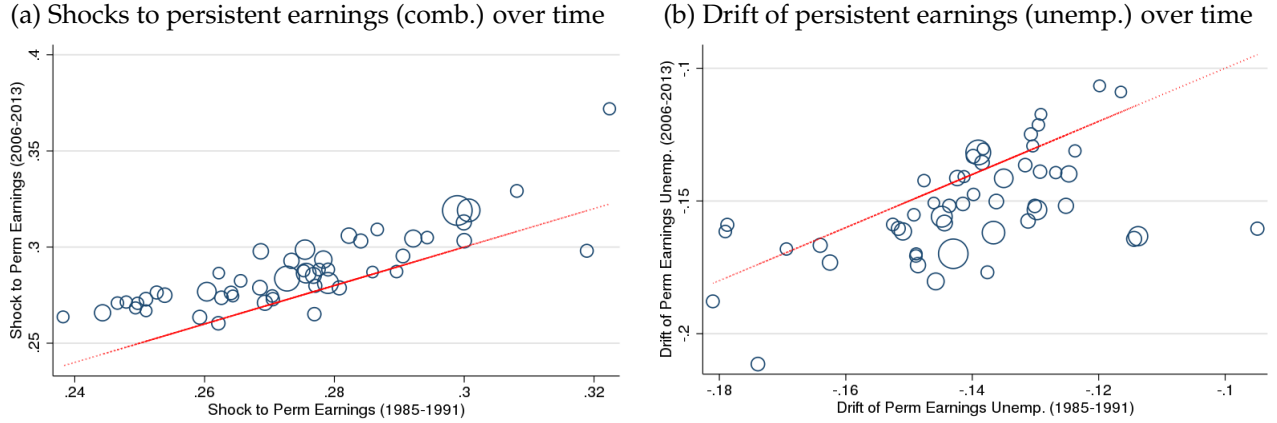 (a) Shocks to persistent earnings (comb.) over time
Shock to Perm Earnings (2006-2013)
.4
.35
.3
.25
.24
.26
.28
.3
.32
Shock to Perm Earnings (1985-1991)
(b) Drift of persistent earnings (unemp.) over time
Drift of Perm Earnings Unemp. (2006-2013)
-.1
-.15
-.2
-.18
-.16
-.14
-.12
-.1
Drift of Perm Earnings Unemp. (1985-1991)